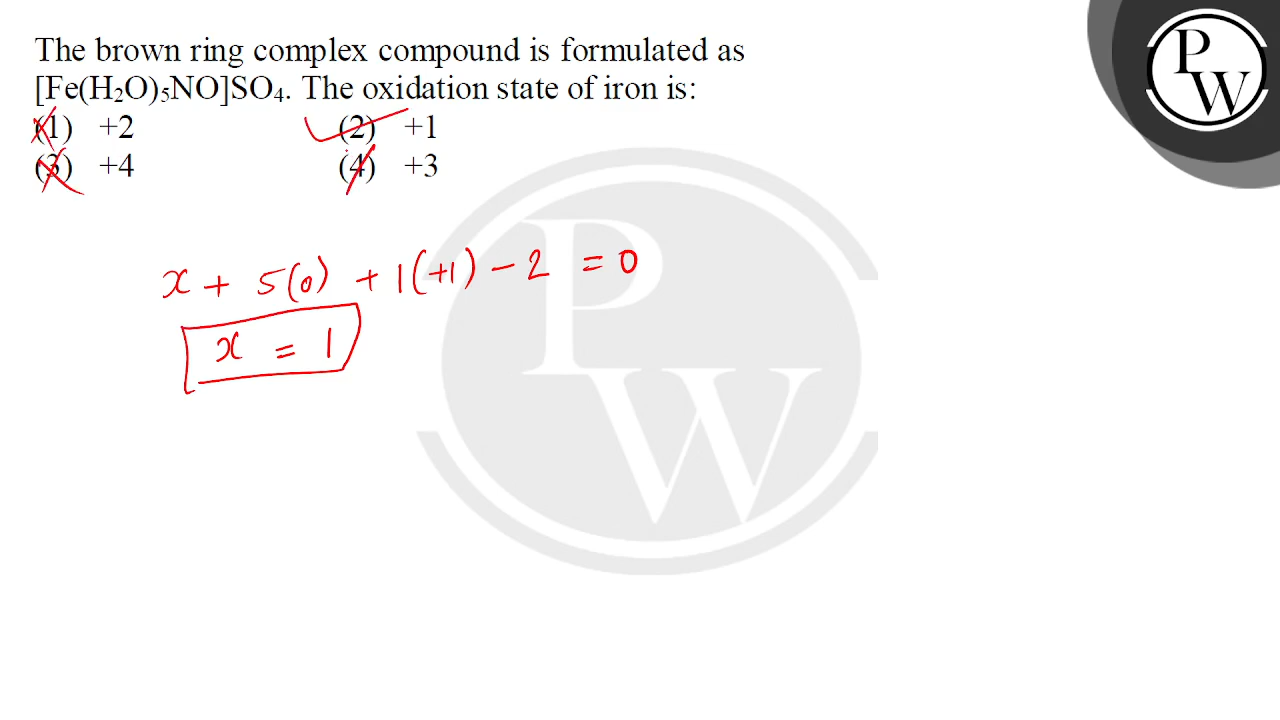 The brown ring complex compound is formulated as
[Fe(H₂O)₅NO]SO₄. The oxidation state of iron is:
(1) +2 (2) +1
(3) +4 (4) +3
x + 5(0) + 1(+1) - 2 = 0
x = 1
P
W
P
W